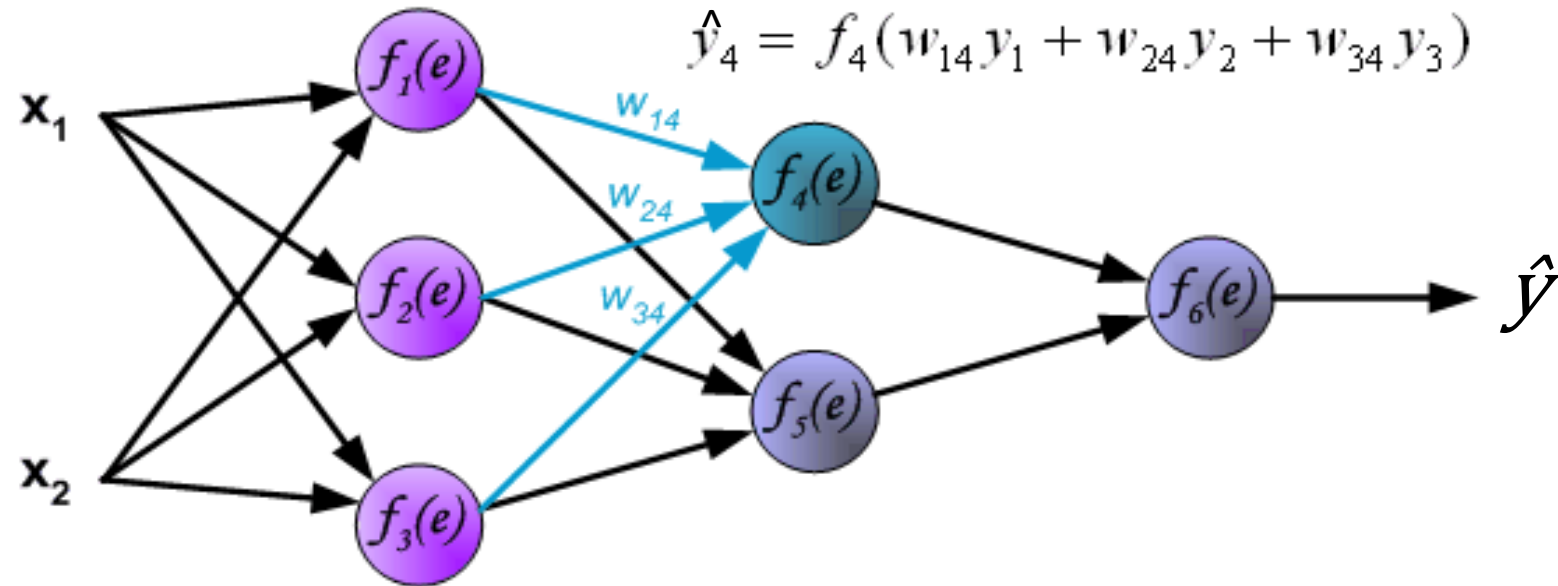 ŷ₄ = f₄(w₁₄y₁ + w₂₄y₂ + w₃₄y₃)
f₁(e)
x₁
w₁₄
f₄(e)
w₂₄
f₂(e)
w₃₄
f₆(e)
ŷ
f₅(e)
x₂
f₃(e)